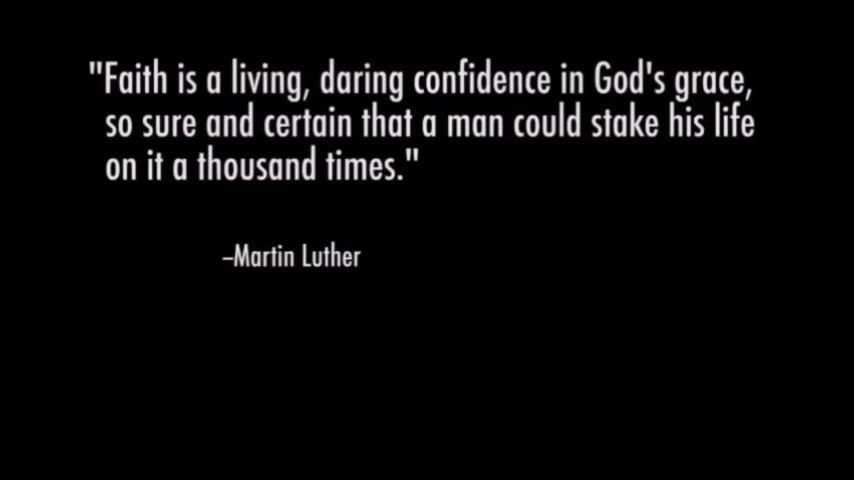 "Faith is a living, daring confidence in God's grace,
so sure and certain that a man could stake his life
on it a thousand times."
–Martin Luther